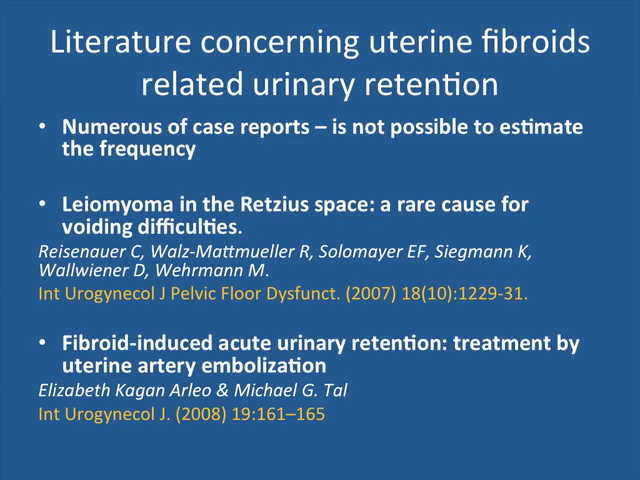 Literature concerning uterine fibroids
related urinary retention
• Numerous of case reports – is not possible to estimate
the frequency
• Leiomyoma in the Retzius space: a rare cause for
voiding difficulties.
Reisenauer C, Walz-Mattmueller R, Solomayer EF, Siegmann K,
Wallwiener D, Wehrmann M.
Int Urogynecol J Pelvic Floor Dysfunct. (2007) 18(10):1229-31.
• Fibroid-induced acute urinary retention: treatment by
uterine artery embolization
Elizabeth Kagan Arleo & Michael G. Tal
Int Urogynecol J. (2008) 19:161–165